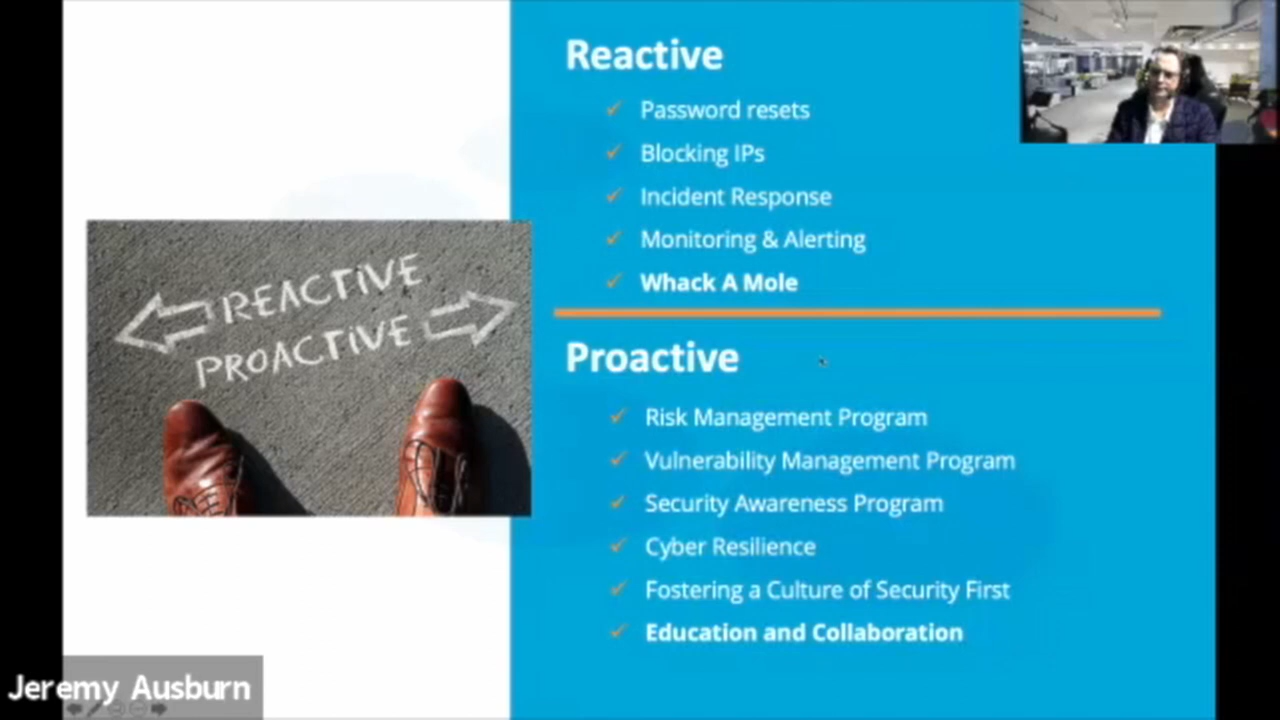 Reactive
Password resets
Blocking IPs
Incident Response
Monitoring & Alerting
Whack A Mole
REACTIVE
PROACTIVE
Proactive
Risk Management Program
Vulnerability Management Program
Security Awareness Program
Cyber Resilience
Fostering a Culture of Security First
Education and Collaboration
Jeremy Ausburn